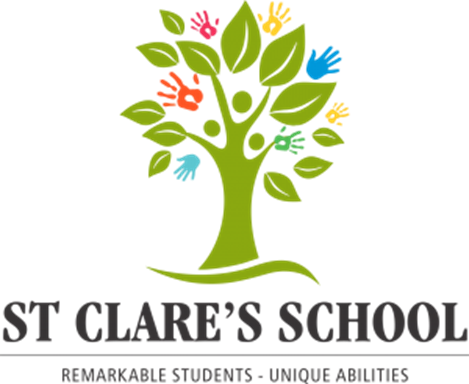 ST CLARE'S SCHOOL
REMARKABLE STUDENTS - UNIQUE ABILITIES